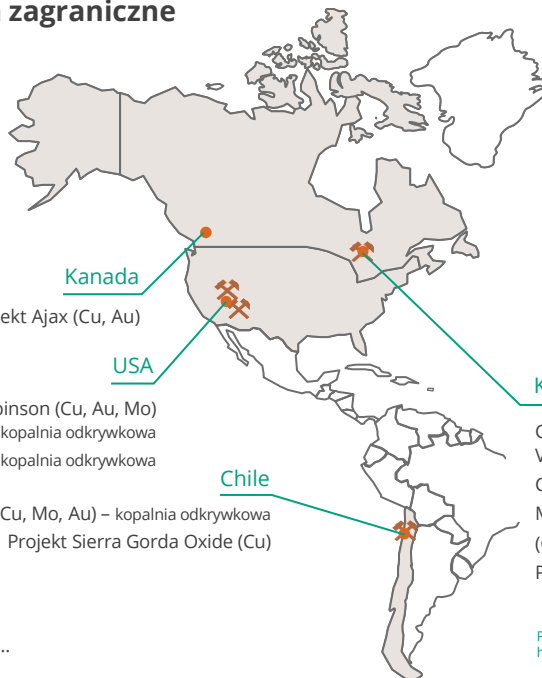 zagraniczne
Kanada
ekt Ajax (Cu, Au)
USA
binson (Cu, Au, Mo)
kopalnia odkrywkowa
kopalnia odkrywkowa
Chile
(Cu, Mo, Au) – kopalnia odkrywkowa
Projekt Sierra Gorda Oxide (Cu)
...